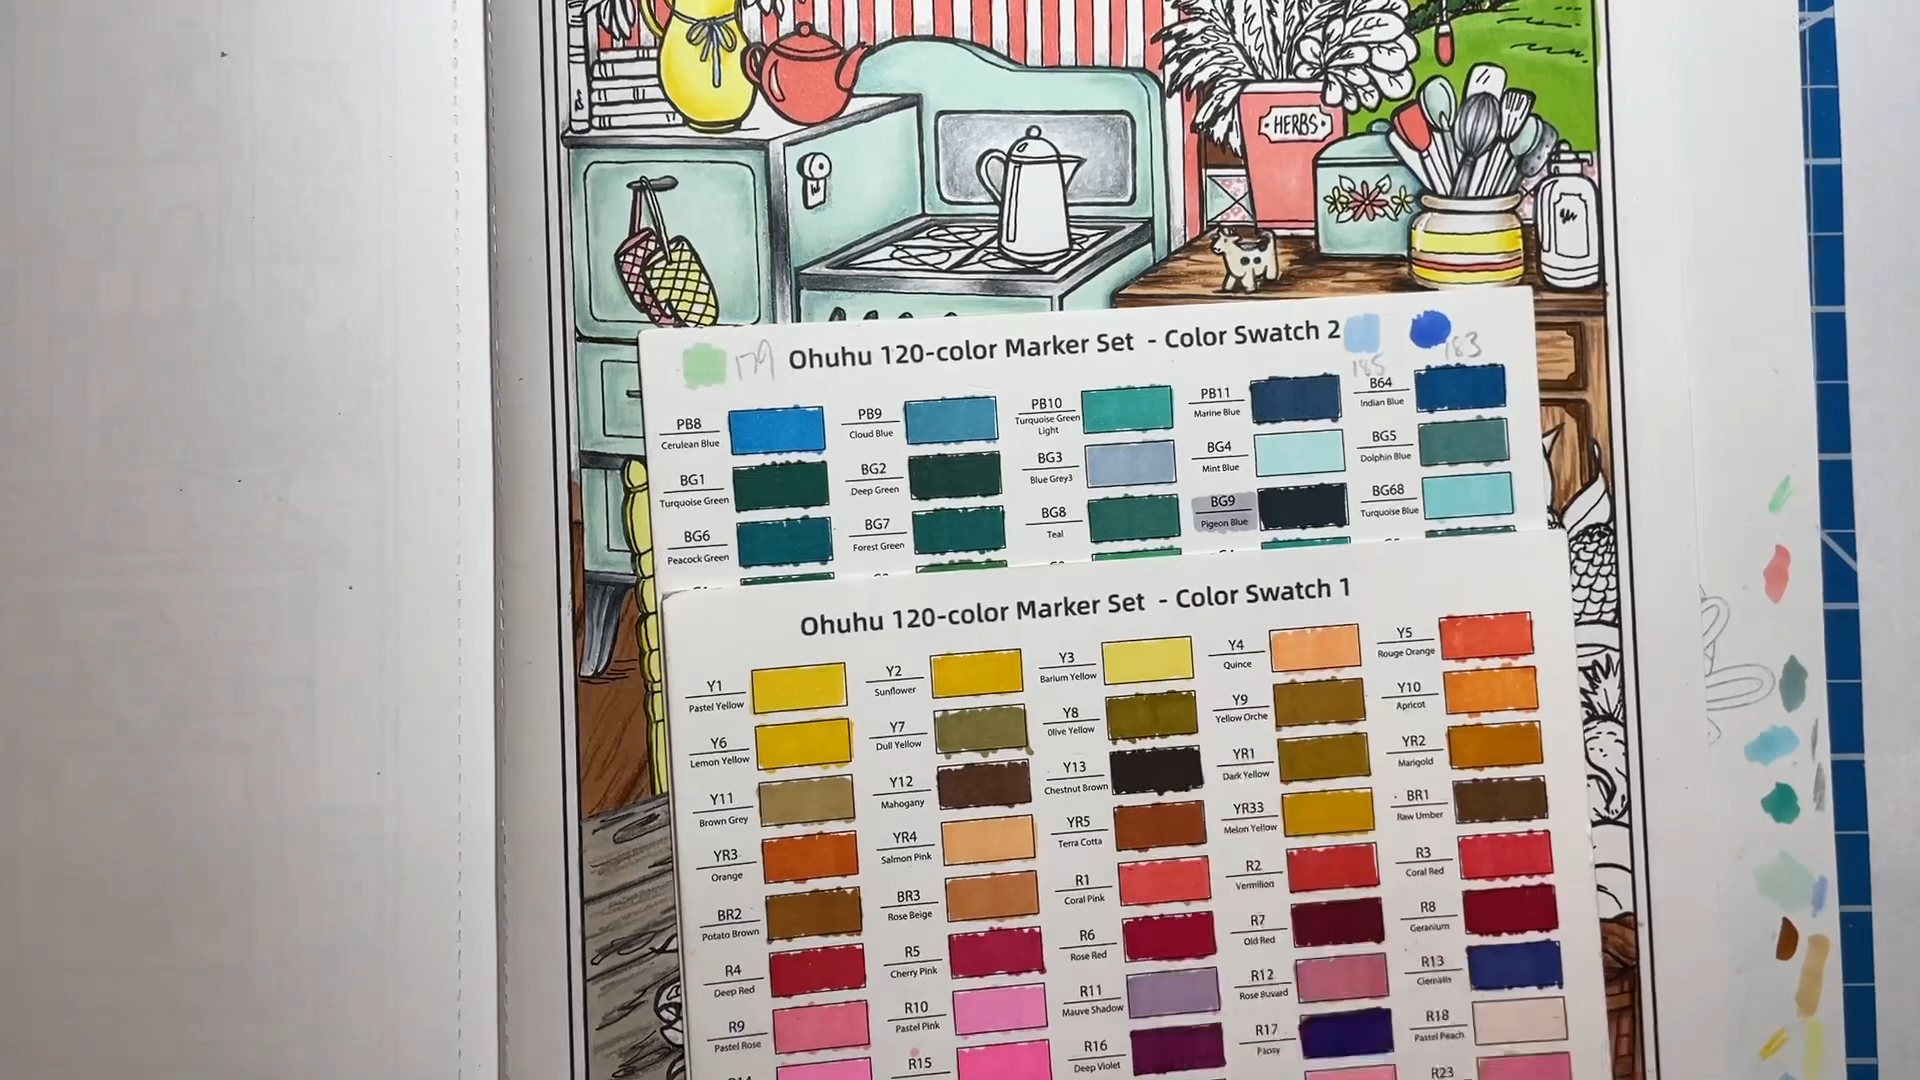 HERBS
179
Ohuhu 120-color Marker Set - Color Swatch 2
185
183
PB8
Cerulean Blue
PB9
Cloud Blue
PB10
Turquoise Green
Light
PB11
Marine Blue
B64
Indian Blue
BG1
Turquoise Green
BG2
Deep Green
BG3
Blue Grey3
BG4
Mint Blue
BG5
Dolphin Blue
BG6
Peacock Green
BG7
Forest Green
BG8
Teal
BG9
Pigeon Blue
BG68
Turquoise Blue
Ohuhu 120-color Marker Set - Color Swatch 1
Y1
Pastel Yellow
Y2
Sunflower
Y3
Barium Yellow
Y4
Quince
Y5
Rouge Orange
Y6
Lemon Yellow
Y7
Dull Yellow
Y8
Olive Yellow
Y9
Yellow Orche
Y10
Apricot
Y11
Brown Grey
Y12
Mahogany
Y13
Chestnut Brown
YR1
Dark Yellow
YR2
Marigold
YR3
Orange
YR4
Salmon Pink
YR5
Terra Cotta
YR33
Melon Yellow
BR1
Raw Umber
BR2
Potato Brown
BR3
Rose Beige
R1
Coral Pink
R2
Vermilion
R3
Coral Red
R4
Deep Red
R5
Cherry Pink
R6
Rose Red
R7
Old Red
R8
Geranium
R9
Pastel Rose
R10
Pastel Pink
R11
Mauve Shadow
R12
R13
Clematis
R15
R16
Deep Violet
R17
Pansy
R18
Pastel Peach
R23